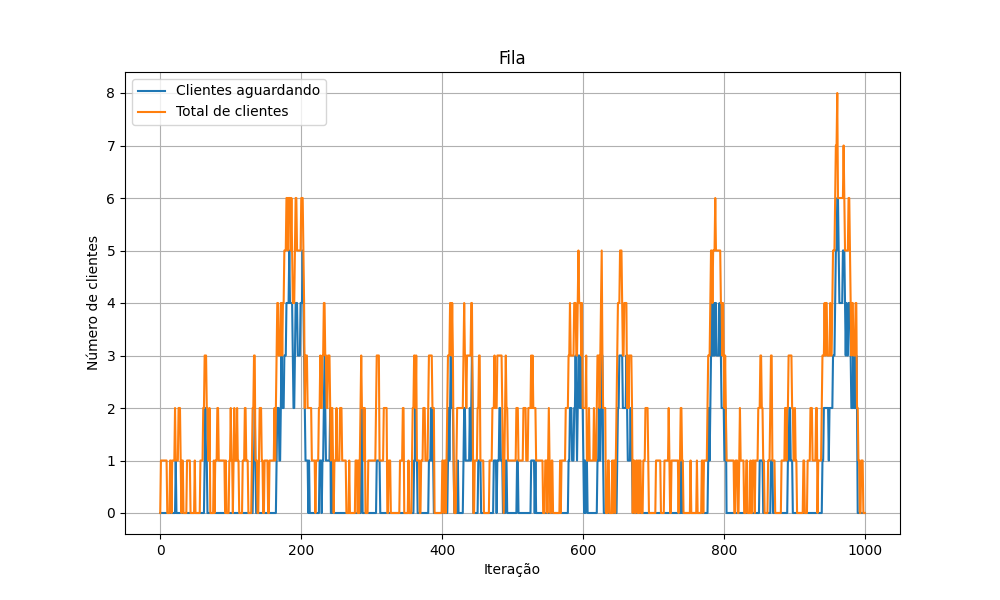 Fila
Clientes aguardando
Total de clientes
Número de clientes
8
7
6
5
4
3
2
1
0
0 200 400 600 800 1000
Iteração